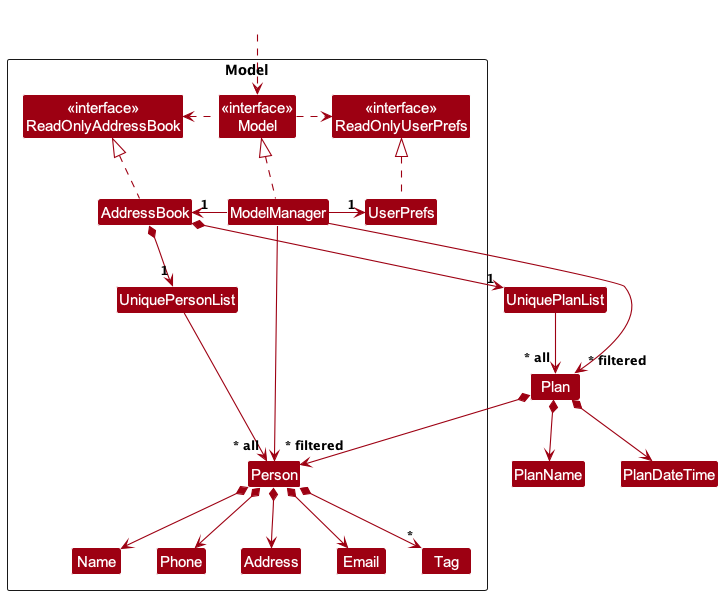 Model
«interface»
ReadOnlyAddressBook
«interface»
Model
«interface»
ReadOnlyUserPrefs
AddressBook
1
ModelManager
1
UserPrefs
1
UniquePersonList
1
UniquePlanList
* all
* filtered
Plan
* all
* filtered
Person
PlanName
PlanDateTime
*
Name
Phone
Address
Email
Tag